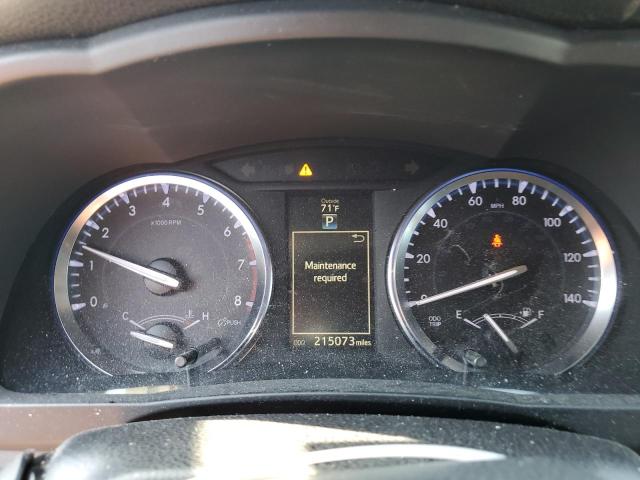 Outside
71°F
P
Maintenance
required
ODO 215073 miles
x1000 RPM
0 1 2 3 4 5 6 7 8
C H
PUSH
MPH
0 20 40 60 80 100 120 140
ODO
TRIP
E F